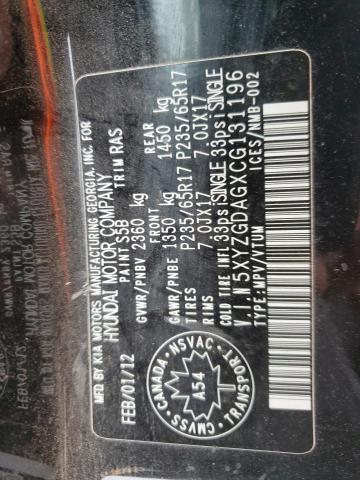 MFD BY KIA MOTORS MANUFACTURING GEORGIA, INC. FOR
HYUNDAI MOTOR COMPANY
FEB/01/12 PAINT S5B TRIM RAS
GVWR/PNBV 2360 kg
FRONT REAR
GAWR/PNBE 1350 kg 1450 kg
TIRES P235/65R17 P235/65R17
RIMS 7.0JX17 7.0JX17
COLD TIRE INFL. 33psi SINGLE 33psi SINGLE
V.I.N 5XYZGDAGXCG131196
TYPE:MPV/VTUM ICES/NMB-002
CANADA - NSVAC - TRANSPORT - CMVSS
A54